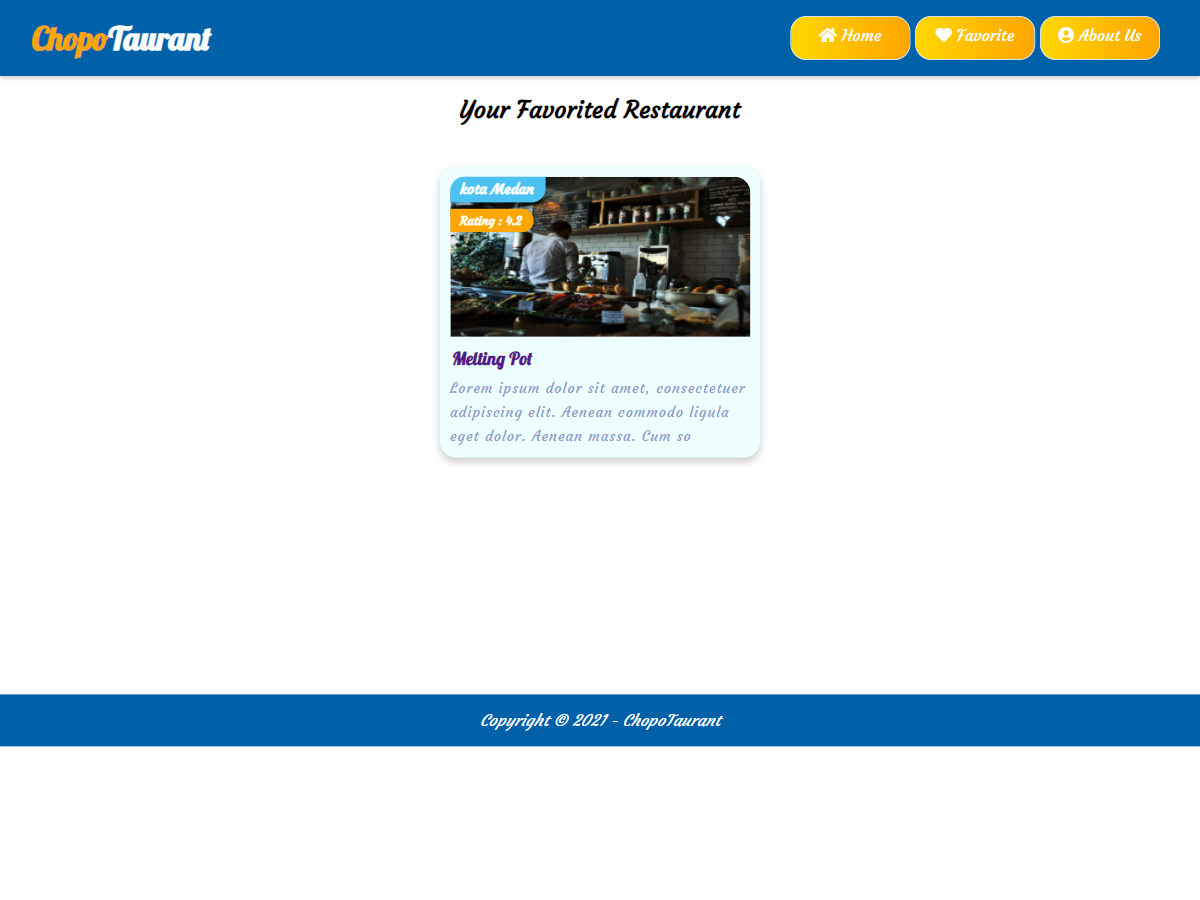 ChopoTaurant
Home
Favorite
About Us
Your Favorited Restaurant
kota Medan
Rating : 4.2
Melting Pot
Lorem ipsum dolor sit amet, consectetuer
adipiscing elit. Aenean commodo ligula
eget dolor. Aenean massa. Cum so
Copyright © 2021 - ChopoTaurant